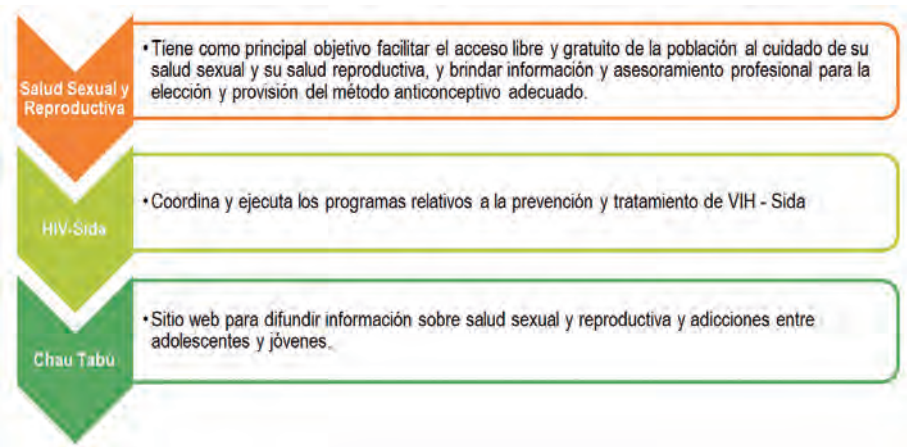 Salud Sexual y
Reproductiva
• Tiene como principal objetivo facilitar el acceso libre y gratuito de la población al cuidado de su
salud sexual y su salud reproductiva, y brindar información y asesoramiento profesional para la
elección y provisión del método anticonceptivo adecuado.
HIV-Sida
• Coordina y ejecuta los programas relativos a la prevención y tratamiento de VIH - Sida
Chau Tabú
• Sitio web para difundir información sobre salud sexual y reproductiva y adicciones entre
adolescentes y jóvenes.